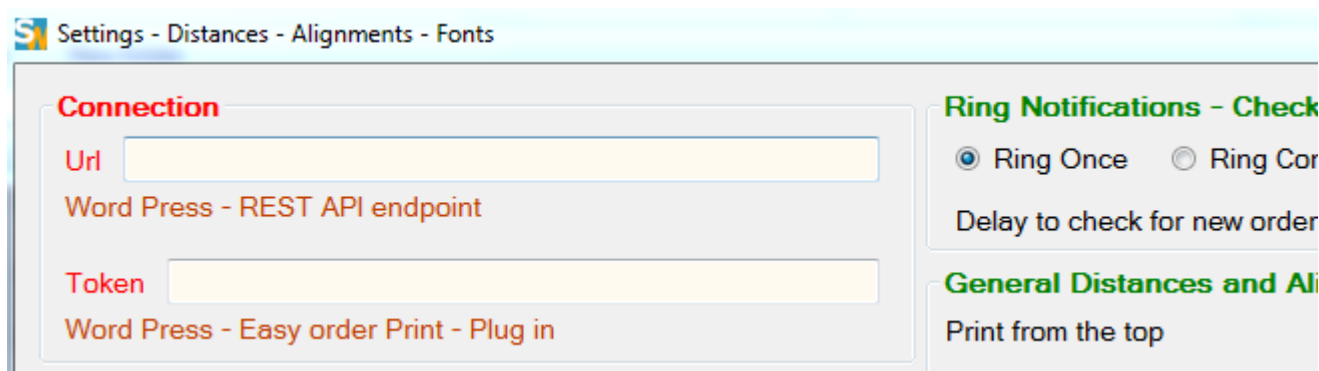 Settings - Distances - Alignments - Fonts
Connection
Url
Word Press - REST API endpoint
Token
Word Press - Easy order Print - Plug in
Ring Notifications - Check
Ring Once Ring Cor
Delay to check for new order
General Distances and Ali
Print from the top